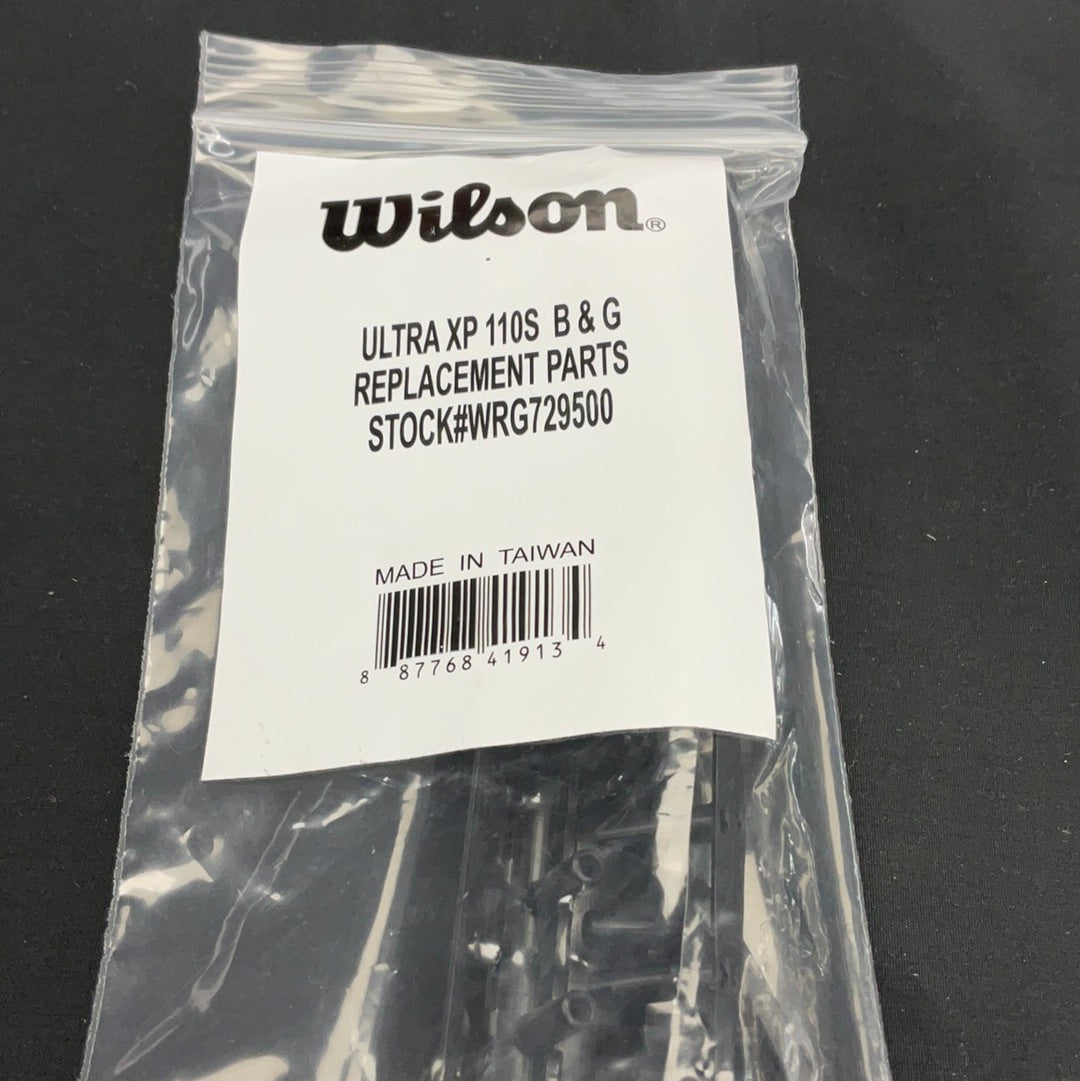 Wilson®
ULTRA XP 110S B & G
REPLACEMENT PARTS
STOCK#WRG729500
MADE IN TAIWAN
8 87768 41913 4